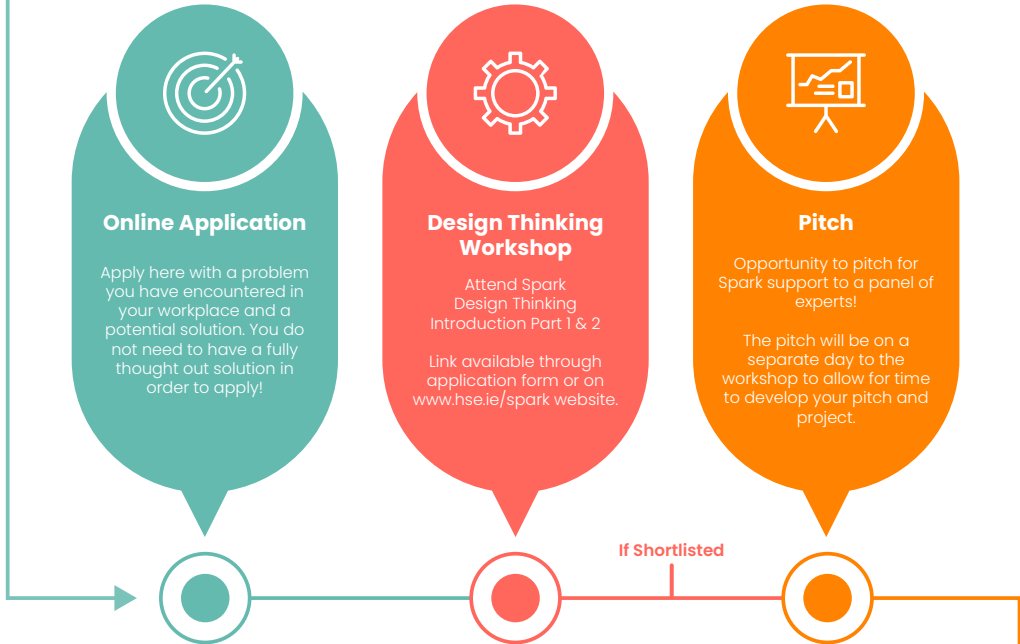 Online Application
Apply here with a problem
you have encountered in
your workplace and a
potential solution. You do
not need to have a fully
thought out solution in
order to apply!
Design Thinking
Workshop
Attend Spark
Design Thinking
Introduction Part 1 & 2
Link available through
application form or on
www.hse.ie/spark website.
Pitch
Opportunity to pitch for
Spark support to a panel of
experts!
The pitch will be on a
separate day to the
workshop to allow for time
to develop your pitch and
project.
If Shortlisted